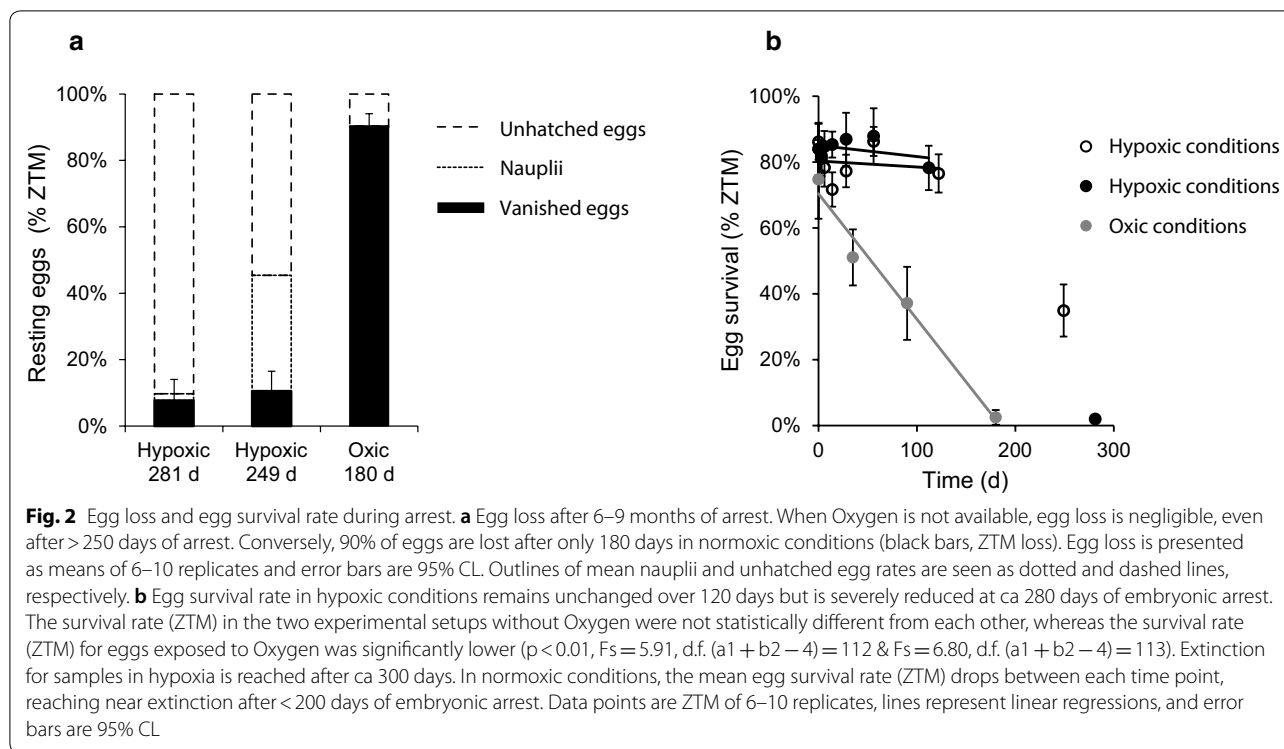 a
100%
80%
60%
40%
20%
0%
Resting eggs (% ZTM)
Hypoxic
281 d
Hypoxic
249 d
Oxic
180 d
Unhatched eggs
Nauplii
Vanished eggs
b
100%
80%
60%
40%
20%
0%
Egg survival (% ZTM)
0
100
200
300
Time (d)
Hypoxic conditions
Hypoxic conditions
Oxic conditions
Fig. 2 Egg loss and egg survival rate during arrest. a Egg loss after 6–9 months of arrest. When Oxygen is not available, egg loss is negligible, even
after > 250 days of arrest. Conversely, 90% of eggs are lost after only 180 days in normoxic conditions (black bars, ZTM loss). Egg loss is presented
as means of 6–10 replicates and error bars are 95% CL. Outlines of mean nauplii and unhatched egg rates are seen as dotted and dashed lines,
respectively. b Egg survival rate in hypoxic conditions remains unchanged over 120 days but is severely reduced at ca 280 days of embryonic arrest.
The survival rate (ZTM) in the two experimental setups without Oxygen were not statistically different from each other, whereas the survival rate
(ZTM) for eggs exposed to Oxygen was significantly lower (p < 0.01, Fs = 5.91, d.f. (a1 + b2 − 4) = 112 & Fs = 6.80, d.f. (a1 + b2 − 4) = 113). Extinction
for samples in hypoxia is reached after ca 300 days. In normoxic conditions, the mean egg survival rate (ZTM) drops between each time point,
reaching near extinction after < 200 days of embryonic arrest. Data points are ZTM of 6–10 replicates, lines represent linear regressions, and error
bars are 95% CL